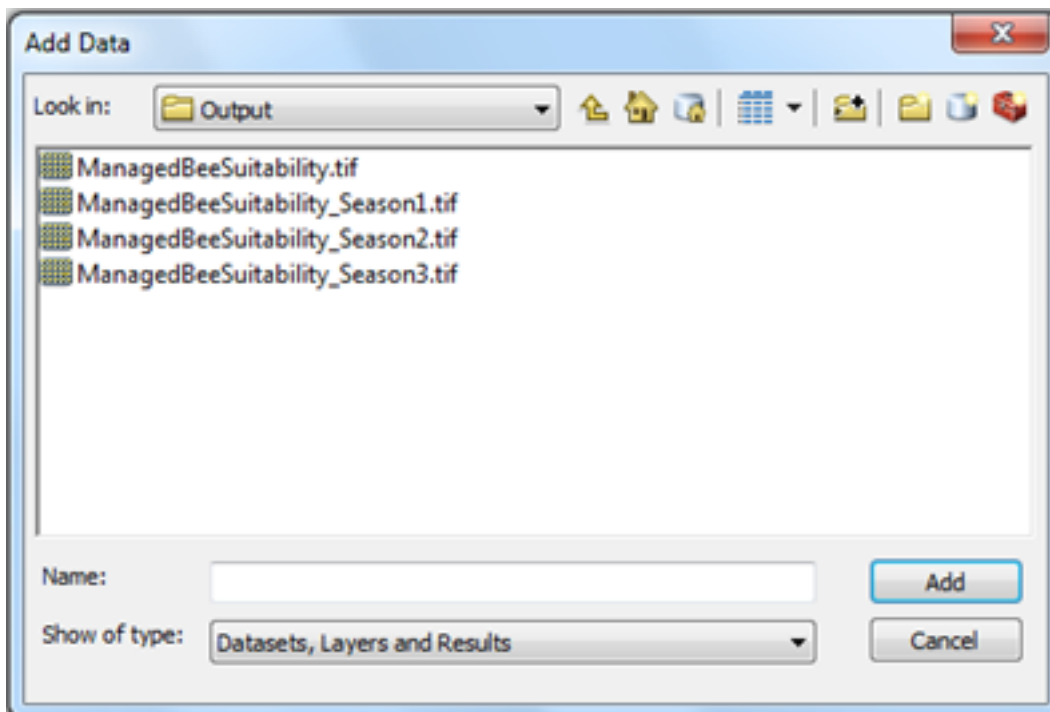 Add Data
Look in: Output
ManagedBeeSuitability.tif
ManagedBeeSuitability_Season1.tif
ManagedBeeSuitability_Season2.tif
ManagedBeeSuitability_Season3.tif
Name: Add
Show of type: Datasets, Layers and Results Cancel